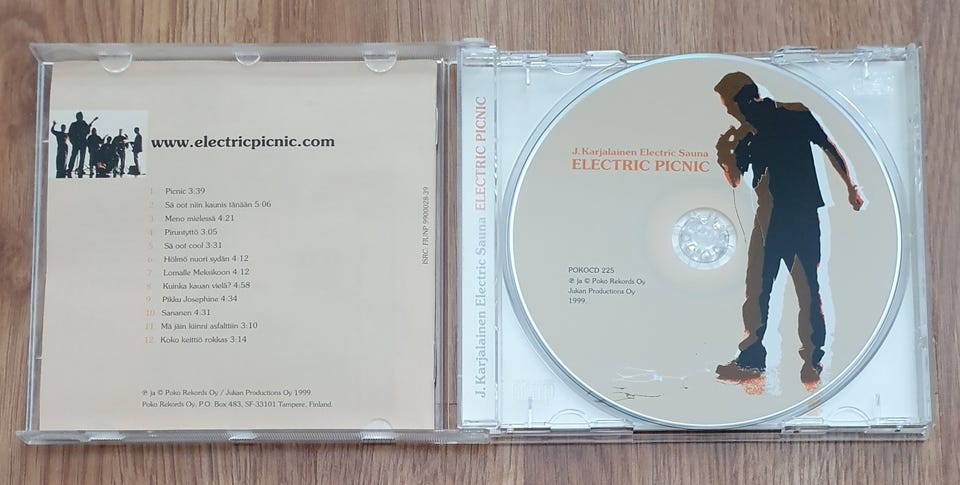 www.electricpicnic.com
1. Picnic 3:39
2. Sä oot niin kaunis tänään 5:06
3. Meno mielessä 4:21
4. Piruntyttö 3:05
5. Sä oot cool 3:31
6. Hölmö nuori sydän 4:12
7. Lomalle Meksikoon 4:12
8. Kuinka kauan vielä? 4:58
9. Pikku Josephine 4:34
10. Sananen 4:31
11. Mä jäin kiinni asfalttiin 3:10
12. Koko keittiö rokkas 3:14
℗ ja © Poko Rekords Oy / Jukan Productions Oy 1999
Poko Rekords Oy, P.O. Box 483, SF-33101 Tampere, Finland.
ISRC: FIUNP 9900028-39
J.Karjalainen Electric Sauna ELECTRIC PICNIC
J.Karjalainen Electric Sauna
ELECTRIC PICNIC
POKOCD 225
℗ ja © Poko Rekords Oy
Jukan Productions Oy
1999.